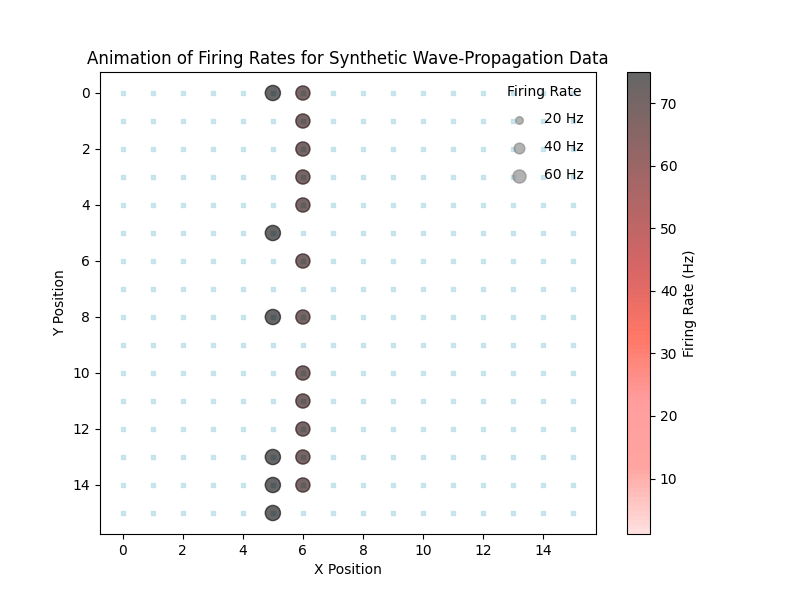 Animation of Firing Rates for Synthetic Wave-Propagation Data
Firing Rate
20 Hz
40 Hz
60 Hz
0
2
4
6
8
10
12
14
Y Position
0 2 4 6 8 10 12 14
X Position
70
60
50
40
30
20
10
Firing Rate (Hz)